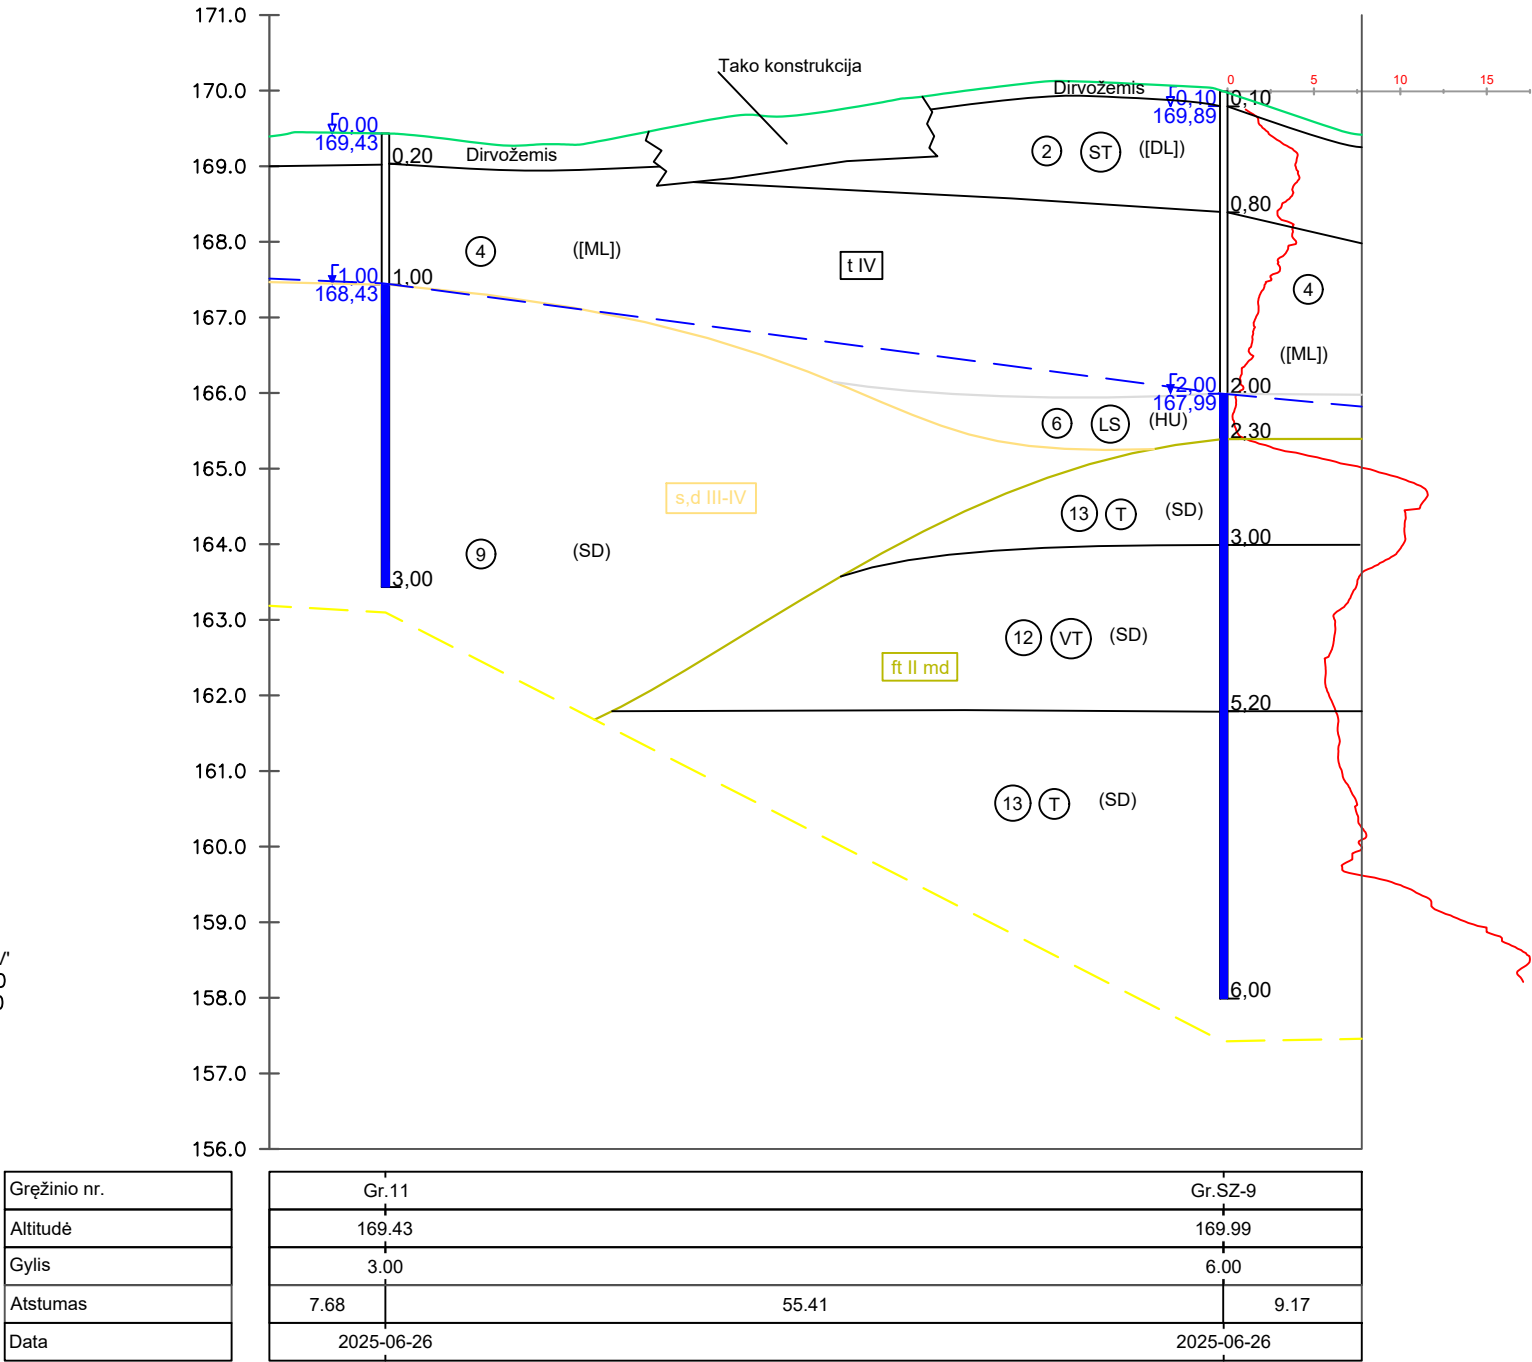 171.0
170.0
169.0
168.0
167.0
166.0
165.0
164.0
163.0
162.0
161.0
160.0
159.0
158.0
157.0
156.0
Tako konstrukcija
0 5 10 15
Dirvožemis
0,10 0,10
169,89
0,00
169,43
0,20 Dirvožemis
2 ST ([DL])
0,80
4 ([ML])
t IV
1,00 1,00
168,43
4
([ML])
2,00 2,00
167,99
6 LS (HU)
2,30
s,d III-IV
13 T (SD)
9 (SD)
3,00
3,00
12 VT (SD)
ft II md
5,20
13 T (SD)
6,00
Gręžinio nr. Gr.11 Gr.SZ-9
Altitudė 169.43 169.99
Gylis 3.00 6.00
Atstumas 7.68 55.41 9.17
Data 2025-06-26 2025-06-26